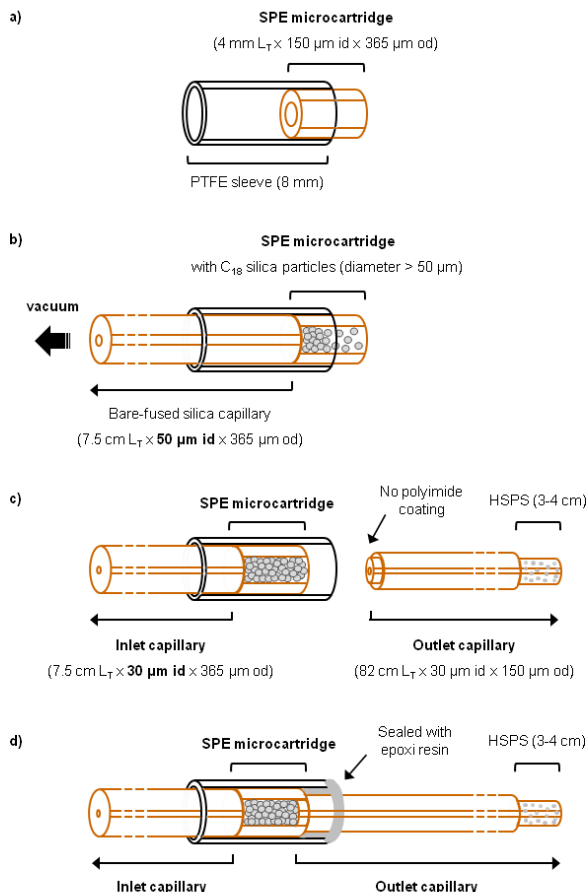 a)
SPE microcartridge
(4 mm LT x 150 µm id x 365 µm od)
PTFE sleeve (8 mm)
b)
SPE microcartridge
with C18 silica particles (diameter > 50 µm)
vacuum
Bare-fused silica capillary
(7.5 cm LT x 50 µm id x 365 µm od)
c)
No polyimide
coating
HSPS (3-4 cm)
SPE microcartridge
Inlet capillary
(7.5 cm LT x 30 µm id x 365 µm od)
Outlet capillary
(82 cm LT x 30 µm id x 150 µm od)
d)
Sealed with
epoxi resin
HSPS (3-4 cm)
SPE microcartridge
Inlet capillary
Outlet capillary